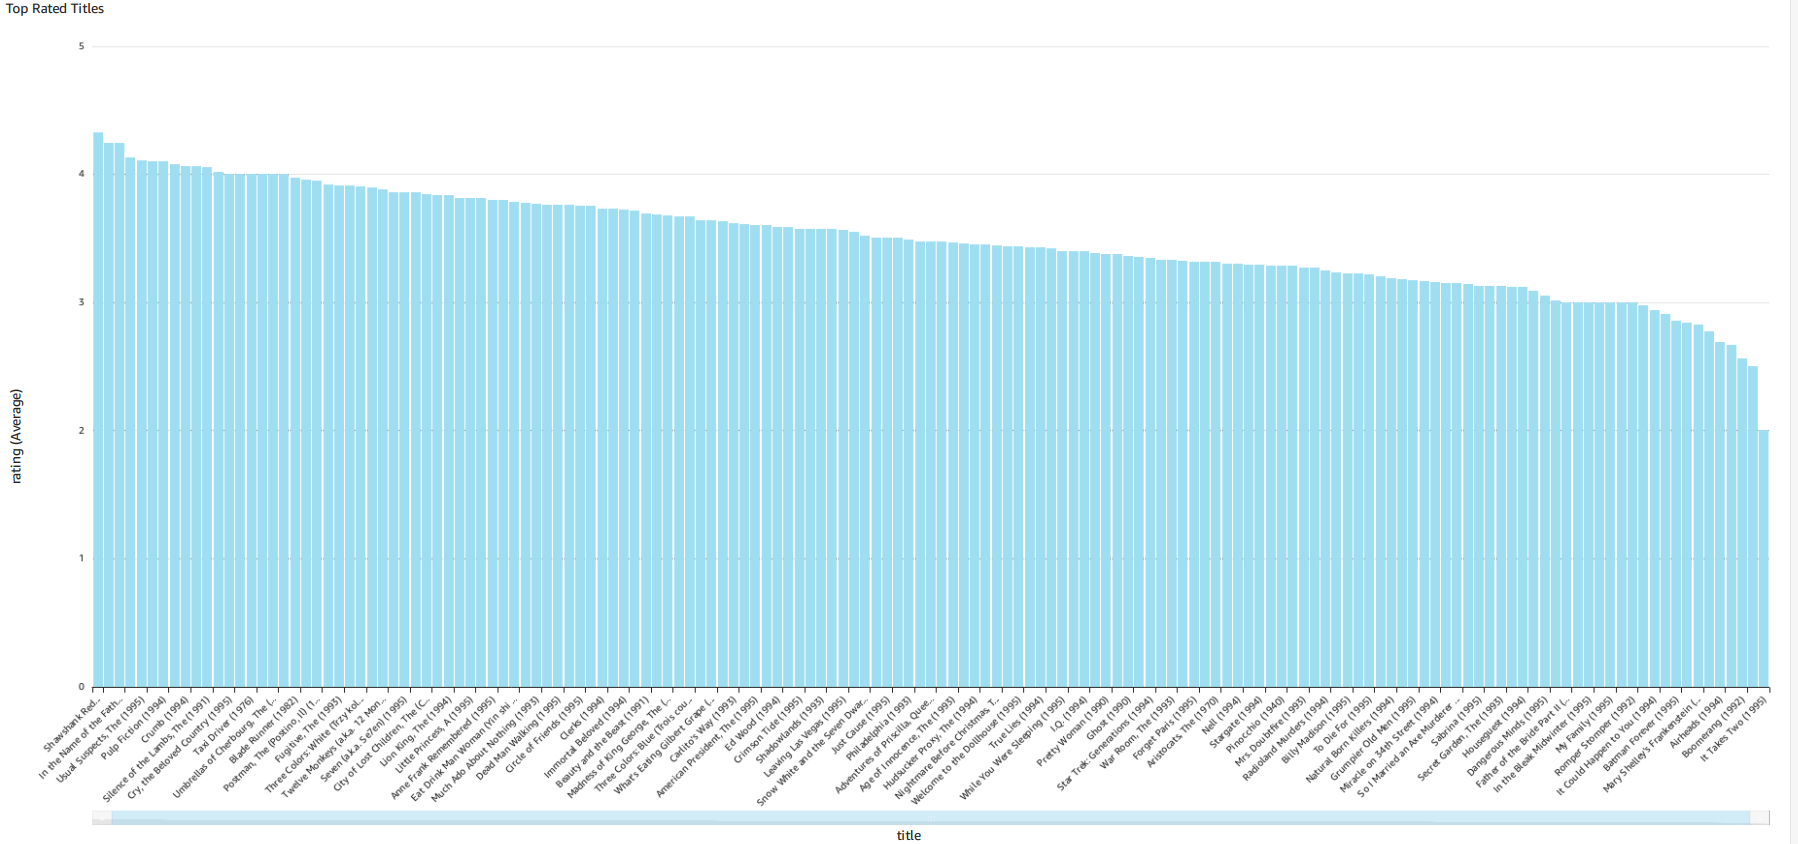 Top Rated Titles
5
4
3
2
1
0
rating (Average)
Shawshank Red...
In the Name of the Fath...
Usual Suspects, The (1995)
Pulp Fiction (1994)
Crumb (1994)
Silence of the Lambs, The (1991)
Cry, the Beloved Country (1995)
Taxi Driver (1976)
Umbrellas of Cherbourg, The (...
Blade Runner (1982)
Postman, The (Postino, Il) (1...
Fugitive, The (1993)
Three Colors: White (Trzy kol...
Twelve Monkeys (a.k.a. 12 Mon...
Seven (a.k.a. Se7en) (1995)
City of Lost Children, The (C...
Lion King, The (1994)
Little Princess, A (1995)
Anne Frank Remembered (1995)
Eat Drink Man Woman (Yin shi ...
Much Ado About Nothing (1993)
Dead Man Walking (1995)
Circle of Friends (1995)
Clerks (1994)
Immortal Beloved (1994)
Beauty and the Beast (1991)
Madness of King George, The (...
Three Colors: Blue (Trois cou...
What's Eating Gilbert Grape (...
Carlito's Way (1993)
American President, The (1995)
Ed Wood (1994)
Crimson Tide (1995)
Shadowlands (1993)
Leaving Las Vegas (1995)
Snow White and the Seven Dwar...
Just Cause (1995)
Philadelphia (1993)
Adventures of Priscilla, Quee...
Age of Innocence, The (1993)
Hudsucker Proxy, The (1994)
Nightmare Before Christmas, T...
Welcome to the Dollhouse (1995)
True Lies (1994)
While You Were Sleeping (1995)
I.Q. (1994)
Pretty Woman (1990)
Ghost (1990)
Star Trek: Generations (1994)
War Room, The (1993)
Forget Paris (1995)
Aristocats, The (1970)
Nell (1994)
Stargate (1994)
Pinocchio (1940)
Mrs. Doubtfire (1993)
Radioland Murders (1994)
Billy Madison (1995)
To Die For (1995)
Natural Born Killers (1994)
Grumpier Old Men (1995)
Miracle on 34th Street (1994)
So I Married an Axe Murderer ...
Sabrina (1995)
Secret Garden, The (1993)
Houseguest (1994)
Dangerous Minds (1995)
Father of the Bride Part II (...
In the Bleak Midwinter (1995)
My Family (1995)
Romper Stomper (1992)
It Could Happen to You (1994)
Batman Forever (1995)
Mary Shelley's Frankenstein (...
Airheads (1994)
Boomerang (1992)
It Takes Two (1995)
title